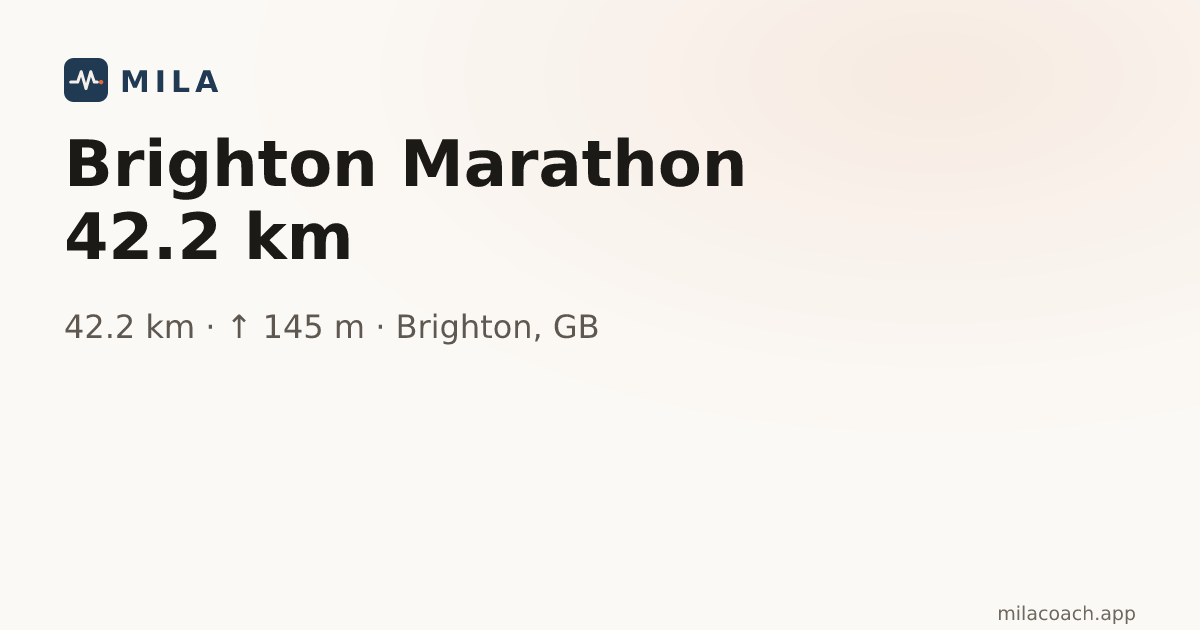 MILA
Brighton Marathon
42.2 km
42.2 km · ↑ 145 m · Brighton, GB
milacoach.app